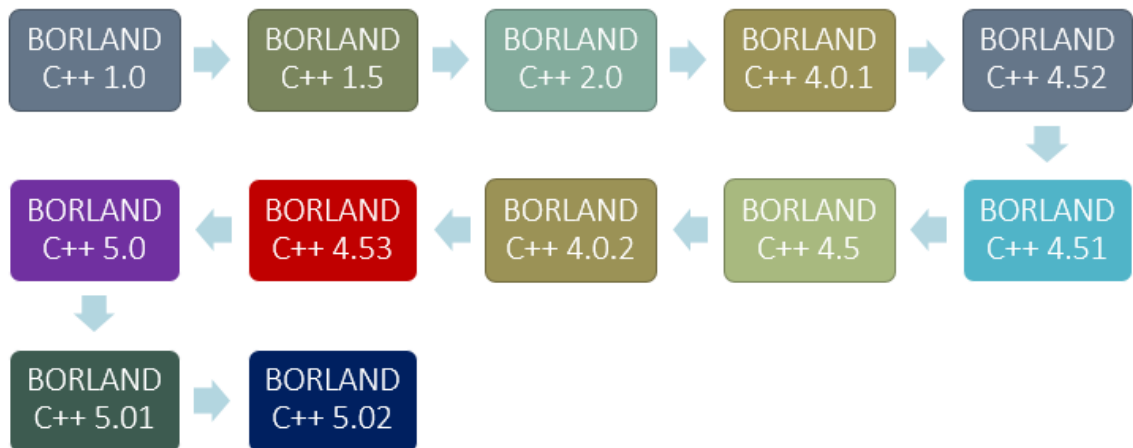 BORLAND
C++ 1.0
BORLAND
C++ 1.5
BORLAND
C++ 2.0
BORLAND
C++ 4.0.1
BORLAND
C++ 4.52
BORLAND
C++ 4.51
BORLAND
C++ 4.5
BORLAND
C++ 4.0.2
BORLAND
C++ 4.53
BORLAND
C++ 5.0
BORLAND
C++ 5.01
BORLAND
C++ 5.02